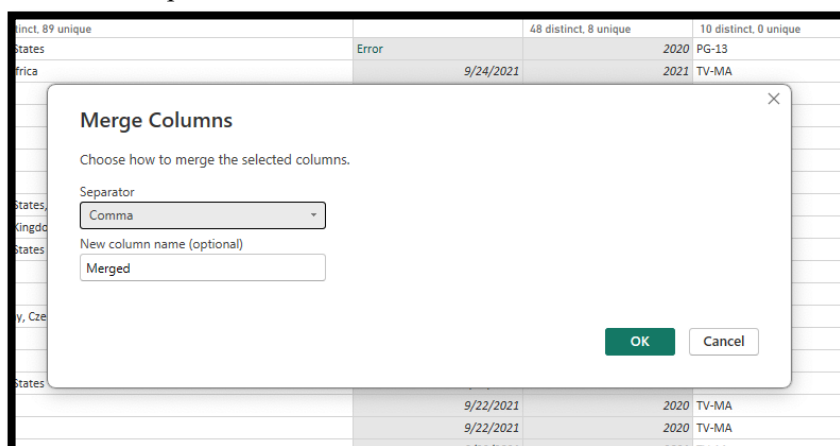 tinct, 89 unique 48 distinct, 8 unique 10 distinct, 0 unique
States Error 2020 PG-13
frica 9/24/2021 2021 TV-MA
Merge Columns
Choose how to merge the selected columns.
Separator
States,
Comma
Kingdo
New column name (optional)
States
Merged
y, Cze
OK Cancel
States
9/22/2021 2020 TV-MA
9/22/2021 2020 TV-MA